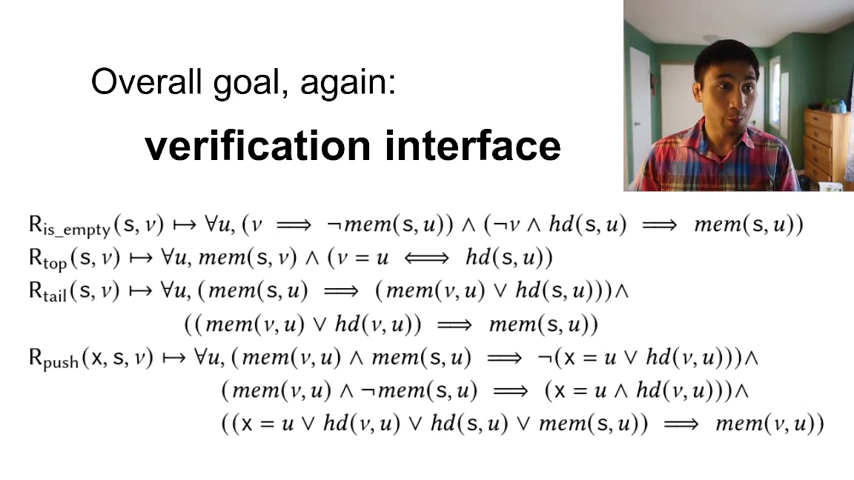 Overall goal, again:
verification interface
R_is_empty(s, ν) ↦ ∀u, (ν ⟹ ¬mem(s, u)) ∧ (¬ν ∧ hd(s, u) ⟹ mem(s, u))
R_top(s, ν) ↦ ∀u, mem(s, ν) ∧ (ν = u ⟺ hd(s, u))
R_tail(s, ν) ↦ ∀u, (mem(s, u) ⟹ (mem(ν, u) ∨ hd(s, u)))∧
((mem(ν, u) ∨ hd(ν, u)) ⟹ mem(s, u))
R_push(x, s, ν) ↦ ∀u, (mem(ν, u) ∧ mem(s, u) ⟹ ¬(x = u ∨ hd(ν, u)))∧
(mem(ν, u) ∧ ¬mem(s, u) ⟹ (x = u ∧ hd(ν, u)))∧
((x = u ∨ hd(ν, u) ∨ hd(s, u) ∨ mem(s, u)) ⟹ mem(ν, u))